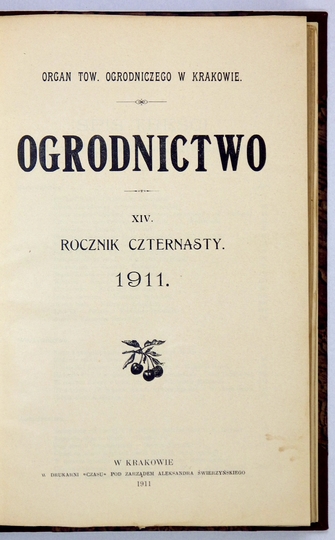 ORGAN TOW. OGRODNICZEGO W KRAKOWIE.
OGRODNICTWO
XIV.
ROCZNIK CZTERNASTY.
1911.
W KRAKOWIE
W DRUKARNI «CZASU» POD ZARZĄDEM ALEKSANDRA ŚWIERZYŃSKIEGO
1911